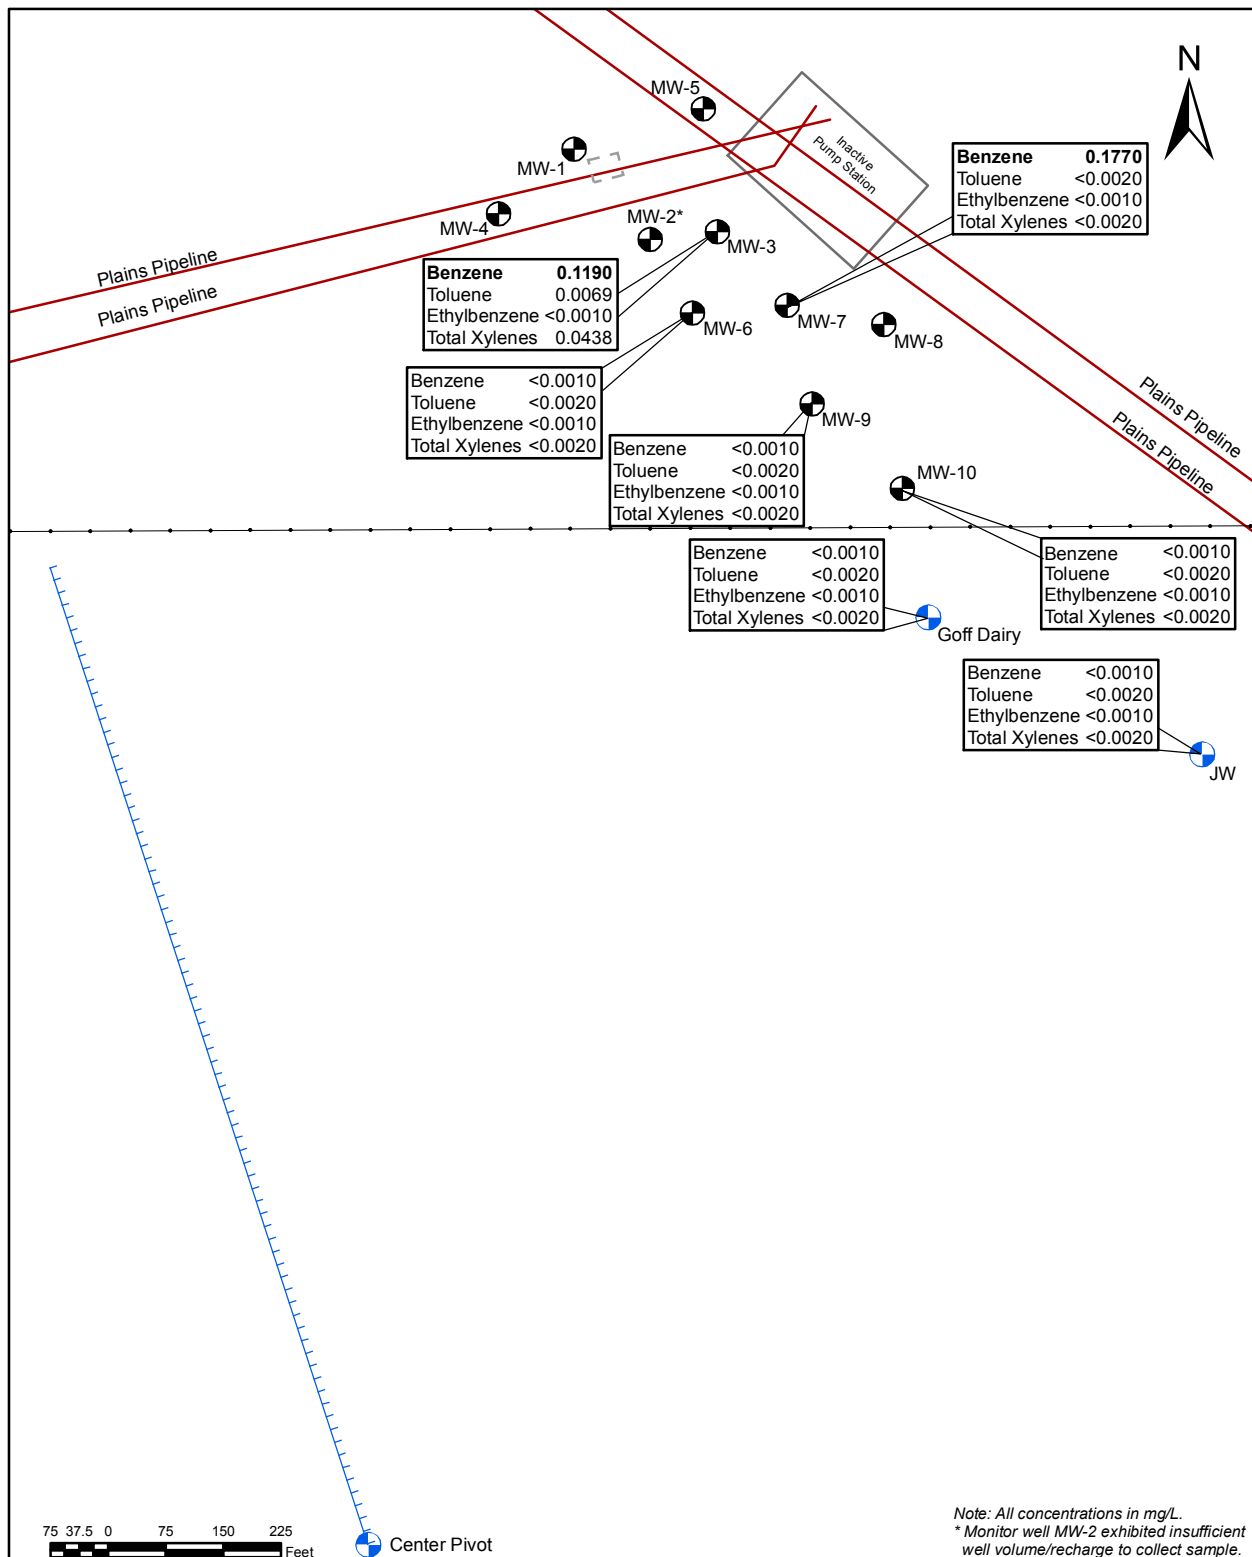 N
MW-5
MW-1
Inactive
Pump Station
Benzene 0.1770
Toluene <0.0020
Ethylbenzene <0.0010
Total Xylenes <0.0020
MW-4
MW-2*
MW-3
Plains Pipeline
Plains Pipeline
Benzene 0.1190
Toluene 0.0069
Ethylbenzene <0.0010
Total Xylenes 0.0438
MW-6
MW-7
MW-8
Benzene <0.0010
Toluene <0.0020
Ethylbenzene <0.0010
Total Xylenes <0.0020
MW-9
Plains Pipeline
Plains Pipeline
Benzene <0.0010
Toluene <0.0020
Ethylbenzene <0.0010
Total Xylenes <0.0020
MW-10
Benzene <0.0010
Toluene <0.0020
Ethylbenzene <0.0010
Total Xylenes <0.0020
Goff Dairy
Benzene <0.0010
Toluene <0.0020
Ethylbenzene <0.0010
Total Xylenes <0.0020
Benzene <0.0010
Toluene <0.0020
Ethylbenzene <0.0010
Total Xylenes <0.0020
JW
75 37.5 0 75 150 225
Feet
Center Pivot
Note: All concentrations in mg/L.
* Monitor well MW-2 exhibited insufficient
well volume/recharge to collect sample.